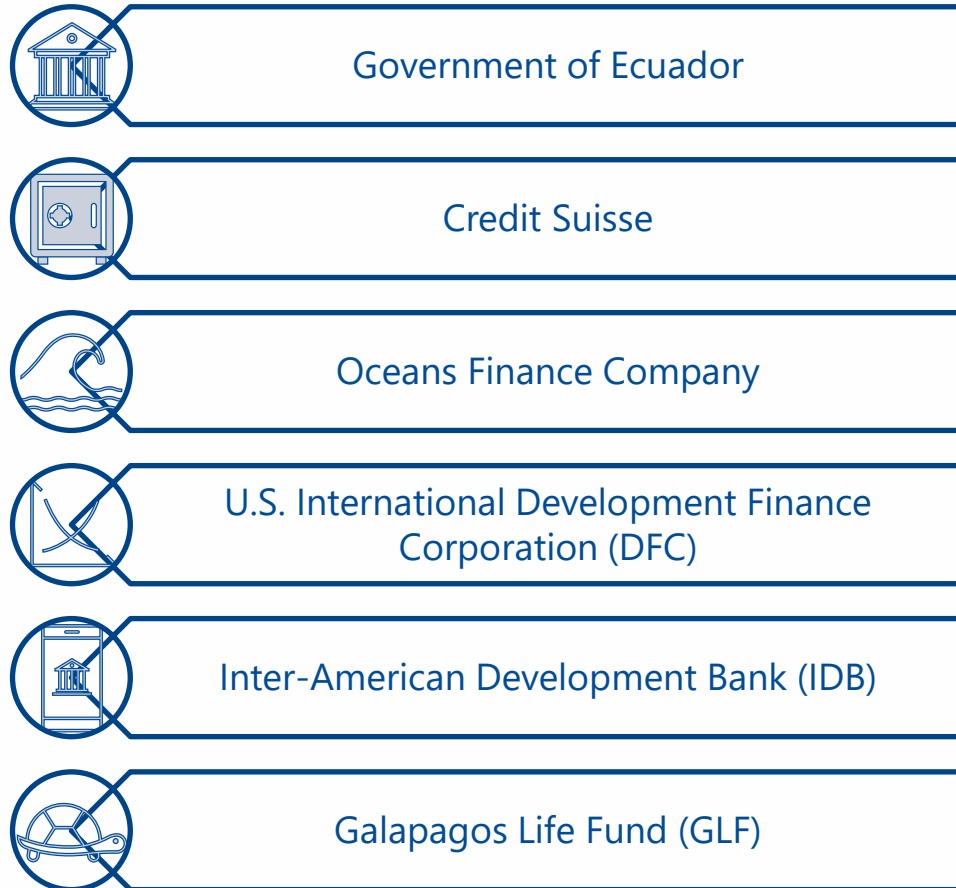 Government of Ecuador
Credit Suisse
Oceans Finance Company
U.S. International Development Finance
Corporation (DFC)
Inter-American Development Bank (IDB)
Galapagos Life Fund (GLF)